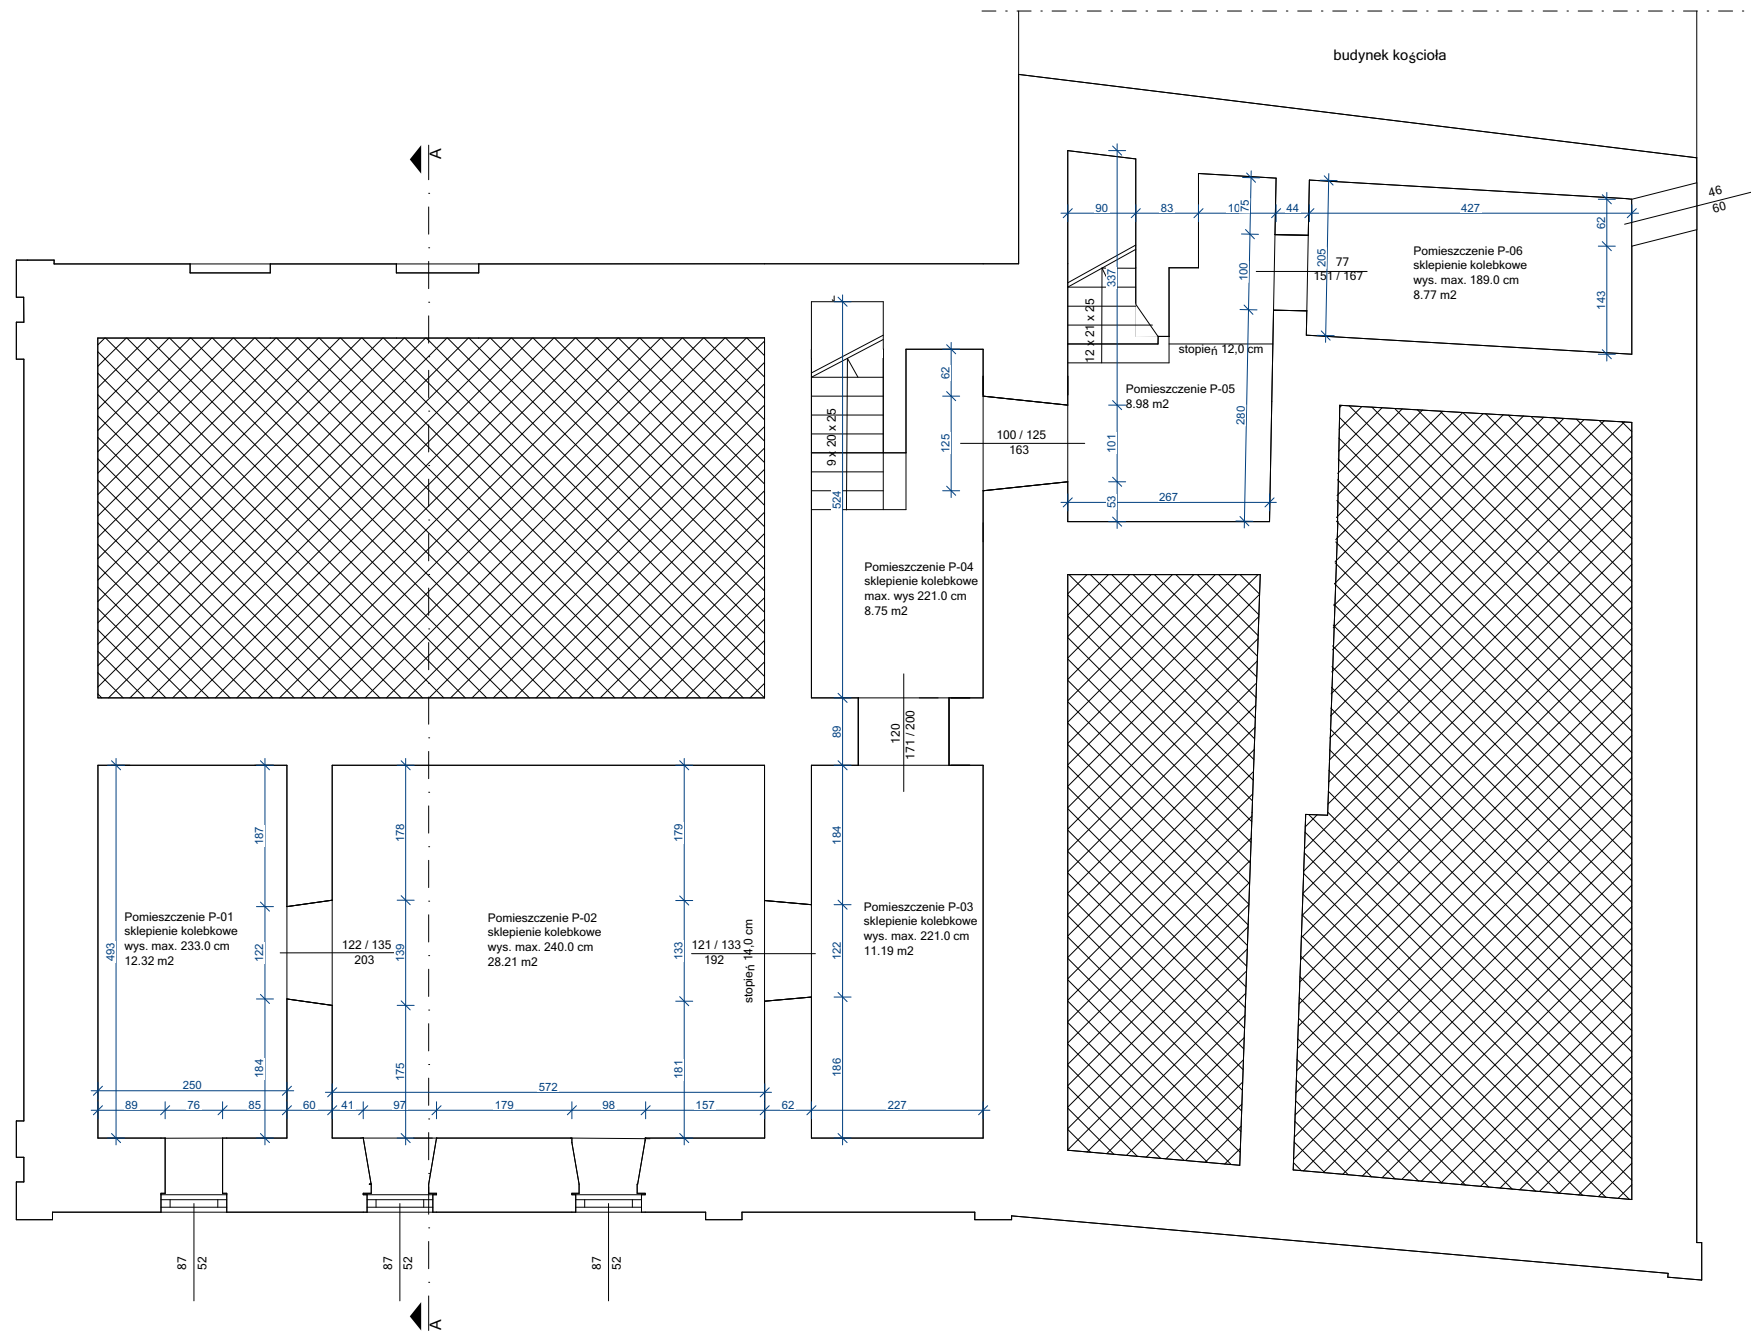 budynek kościoła
A
46
60
90
83
75
44
427
62
337
100
205
77
151 / 167
Pomieszczenie P-06
sklepienie kolebkowe
wys. max. 189.0 cm
8.77 m2
143
12 x 21 x 25
stopień 12,0 cm
Pomieszczenie P-05
8.98 m2
280
62
125
9 x 20 x 25
524
100 / 125
163
101
53
267
Pomieszczenie P-04
sklepienie kolebkowe
max. wys 221.0 cm
8.75 m2
89
120
171 / 200
187
178
179
184
Pomieszczenie P-01
sklepienie kolebkowe
wys. max. 233.0 cm
12.32 m2
493
122
122 / 135
203
139
Pomieszczenie P-02
sklepienie kolebkowe
wys. max. 240.0 cm
28.21 m2
133
121 / 133
192
stopień 14,0 cm
122
Pomieszczenie P-03
sklepienie kolebkowe
wys. max. 221.0 cm
11.19 m2
184
175
181
186
250
572
89
76
85
60
41
97
179
98
157
62
227
87
52
87
52
87
52
A